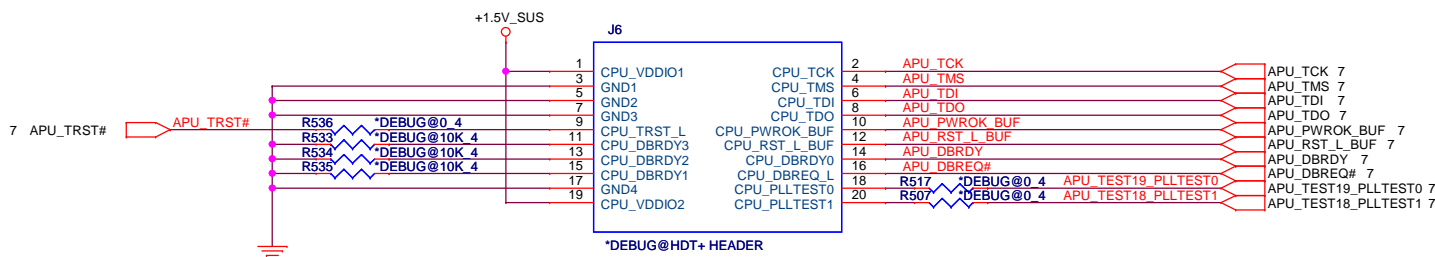 +1.5V_SUS
J6
1 CPU_VDDIO1 CPU_TCK 2 APU_TCK APU_TCK 7
3 GND1 CPU_TMS 4 APU_TMS APU_TMS 7
5 GND2 CPU_TDI 6 APU_TDI APU_TDI 7
7 GND3 CPU_TDO 8 APU_TDO APU_TDO 7
7 APU_TRST# APU_TRST# R536 *DEBUG@0_4 9 CPU_TRST_L CPU_PWROK_BUF 10 APU_PWROK_BUF APU_PWROK_BUF 7
R533 *DEBUG@10K_4 11 CPU_DBRDY3 CPU_RST_L_BUF 12 APU_RST_L_BUF APU_RST_L_BUF 7
R534 *DEBUG@10K_4 13 CPU_DBRDY2 CPU_DBRDY0 14 APU_DBRDY APU_DBRDY 7
R535 *DEBUG@10K_4 15 CPU_DBRDY1 CPU_DBREQ_L 16 APU_DBREQ# APU_DBREQ# 7
17 GND4 CPU_PLLTEST0 18 R517 *DEBUG@0_4 APU_TEST19_PLLTEST0 APU_TEST19_PLLTEST0 7
19 CPU_VDDIO2 CPU_PLLTEST1 20 R507 *DEBUG@0_4 APU_TEST18_PLLTEST1 APU_TEST18_PLLTEST1 7
*DEBUG@HDT+ HEADER